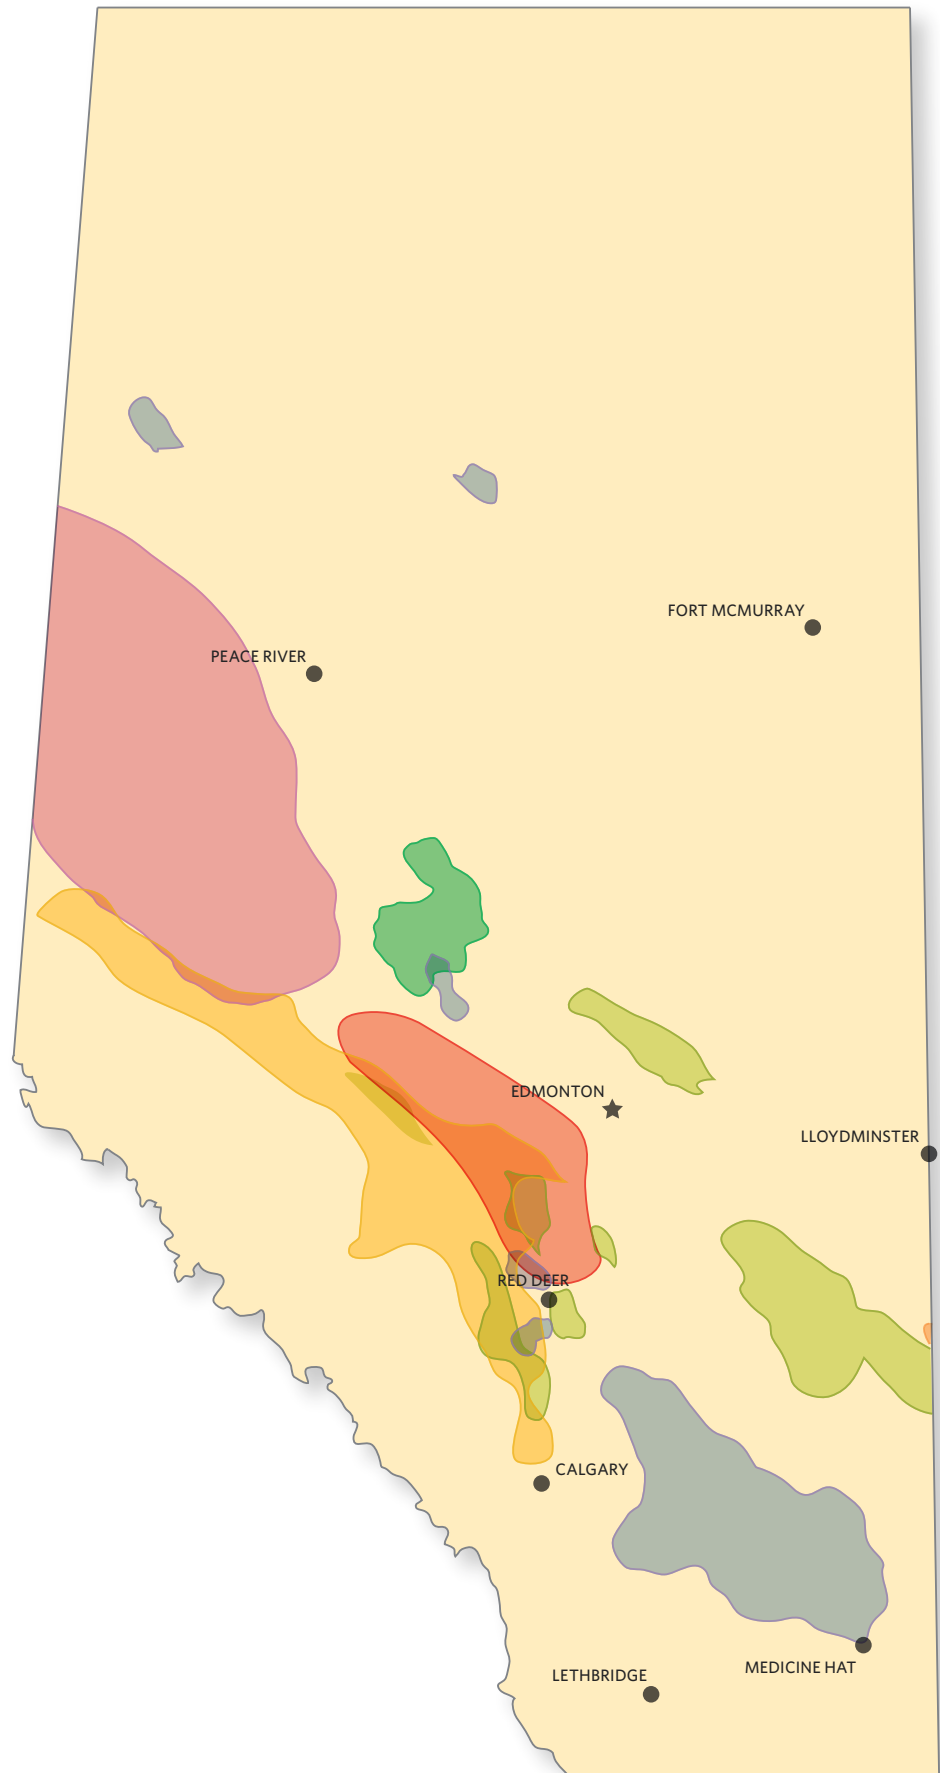 FORT MCMURRAY
PEACE RIVER
EDMONTON
LLOYDMINSTER
RED DEER
CALGARY
MEDICINE HAT
LETHBRIDGE